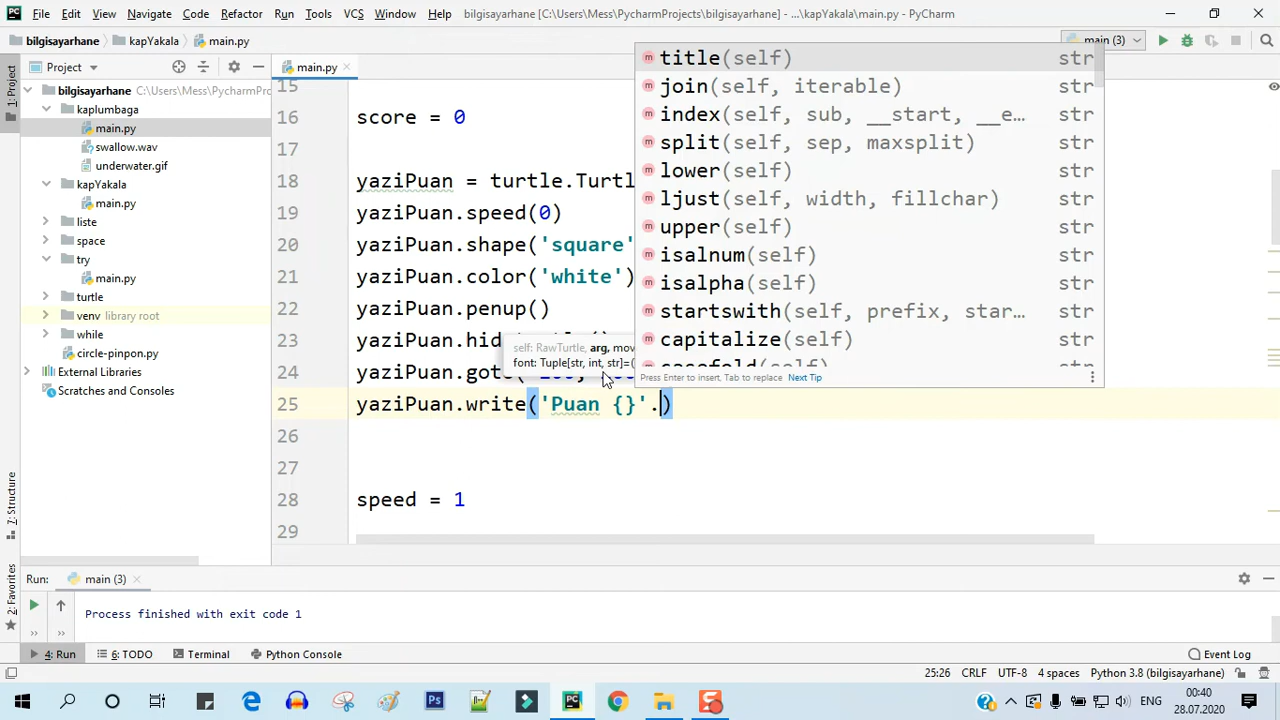 File Edit View Navigate Code Refactor Run Tools VCS Window Help bilgisayarhane [C:\Users\Mess\PycharmProjects\bilgisayarhane] - ...\kapYakala\main.py - PyCharm
bilgisayarhane kapYakala main.py main (3)
1: Project
Project
main.py
bilgisayarhane C:\Users\Mess\PycharmProjects
kaplumbaga
main.py
swallow.wav
underwater.gif
kapYakala
main.py
liste
space
try
main.py
turtle
venv library root
while
circle-pinpon.py
External Libraries
Scratches and Consoles
15
16 score = 0
17
18 yaziPuan = turtle.Turtl
19 yaziPuan.speed(0)
20 yaziPuan.shape('square'
21 yaziPuan.color('white')
22 yaziPuan.penup()
23 yaziPuan.hid
24 yaziPuan.goto(
25 yaziPuan.write('Puan {}'.)
26
27
28 speed = 1
29
self: RawTurtle, arg, mov
font: Tuple[str, int, str]=(
title(self) str
join(self, iterable) str
index(self, sub, __start, __e… str
split(self, sep, maxsplit) str
lower(self) str
ljust(self, width, fillchar) str
upper(self) str
isalnum(self) str
isalpha(self) str
startswith(self, prefix, star… str
capitalize(self) str
casefold(self) str
Press Enter to insert, Tab to replace Next Tip
7: Structure
2: Favorites
Run: main (3)
Process finished with exit code 1
4: Run 6: TODO Terminal Python Console Event Log
25:26 CRLF UTF-8 4 spaces Python 3.8 (bilgisayarhane)
ENG
00:40
28.07.2020